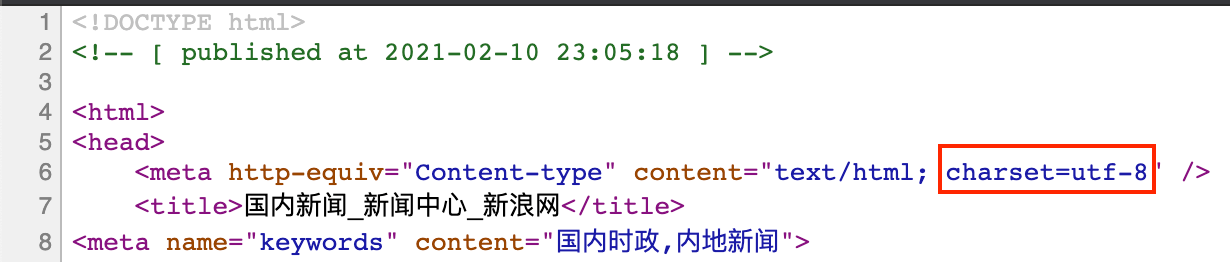 1 <!DOCTYPE html>
2 <!-- [ published at 2021-02-10 23:05:18 ] -->
3
4 <html>
5 <head>
6 <meta http-equiv="Content-type" content="text/html; charset=utf-8" />
7 <title>国内新闻_新闻中心_新浪网</title>
8 <meta name="keywords" content="国内时政,内地新闻">